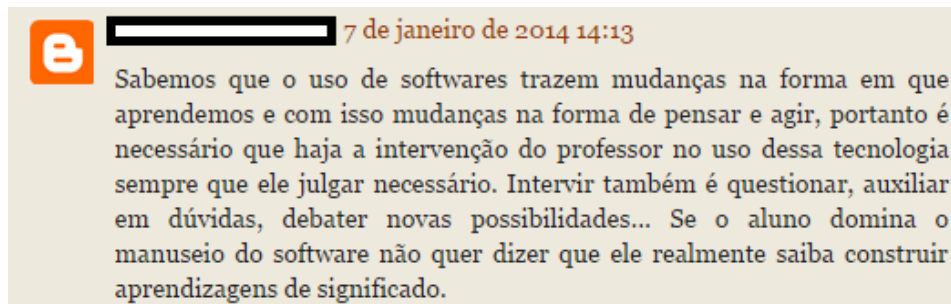 7 de janeiro de 2014 14:13
Sabemos que o uso de softwares trazem mudanças na forma em que
aprendemos e com isso mudanças na forma de pensar e agir, portanto é
necessário que haja a intervenção do professor no uso dessa tecnologia
sempre que ele julgar necessário. Intervir também é questionar, auxiliar
em dúvidas, debater novas possibilidades... Se o aluno domina o
manuseio do software não quer dizer que ele realmente saiba construir
aprendizagens de significado.